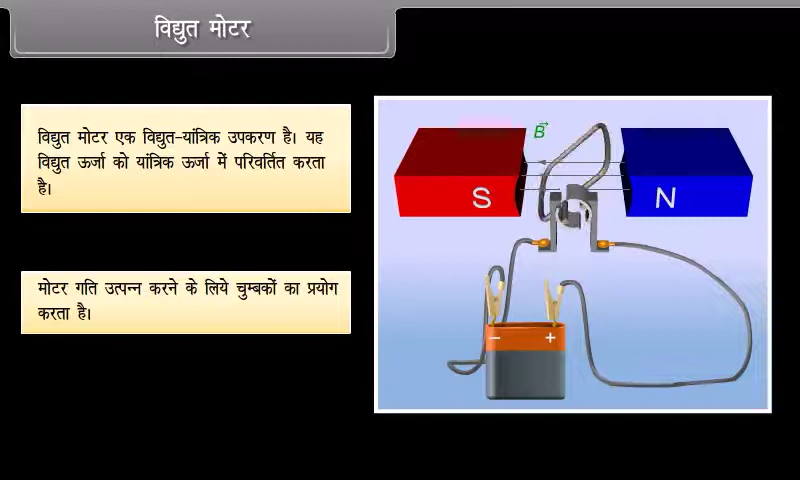 विद्युत मोटर
विद्युत मोटर एक विद्युत-यांत्रिक उपकरण है। यह
विद्युत ऊर्जा को यांत्रिक ऊर्जा में परिवर्तित करता
है।
मोटर गति उत्पन्न करने के लिये चुम्बकों का प्रयोग
करता है।
B
S
N
− +